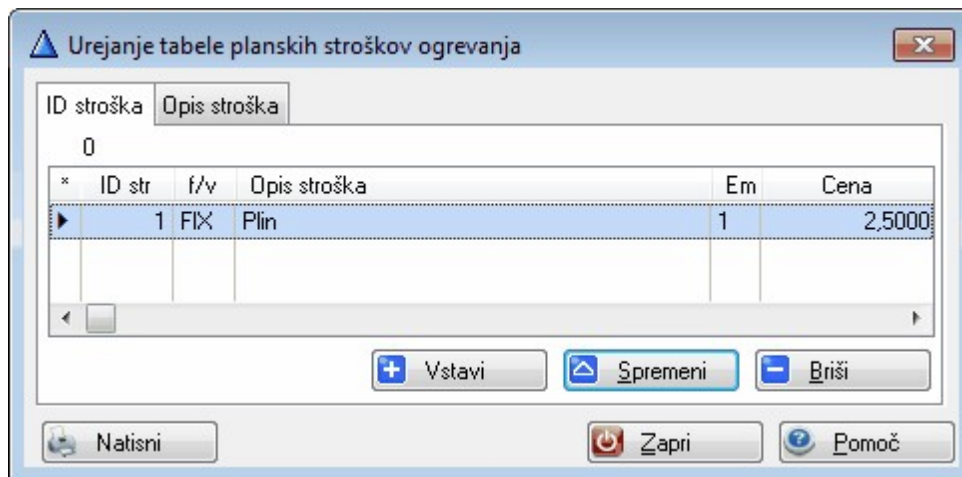 Urejanje tabele planskih stroškov ogrevanja
ID stroška Opis stroška
0
* ID str f/v Opis stroška Em Cena
1 FIX Plin 1 2,5000
Vstavi Spremeni Briši
Natisni Zapri Pomoč